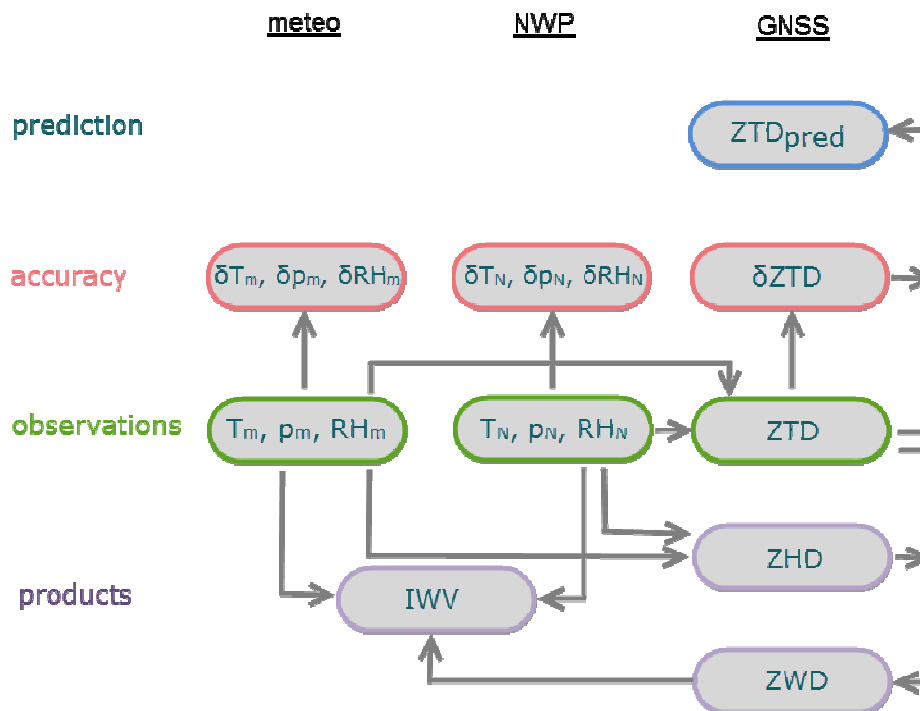 meteo NWP GNSS
prediction ZTDpred
accuracy δTm, δpm, δRHm δTN, δpN, δRHN δZTD
observations Tm, pm, RHm TN, pN, RHN ZTD
ZHD
products IWV
ZWD